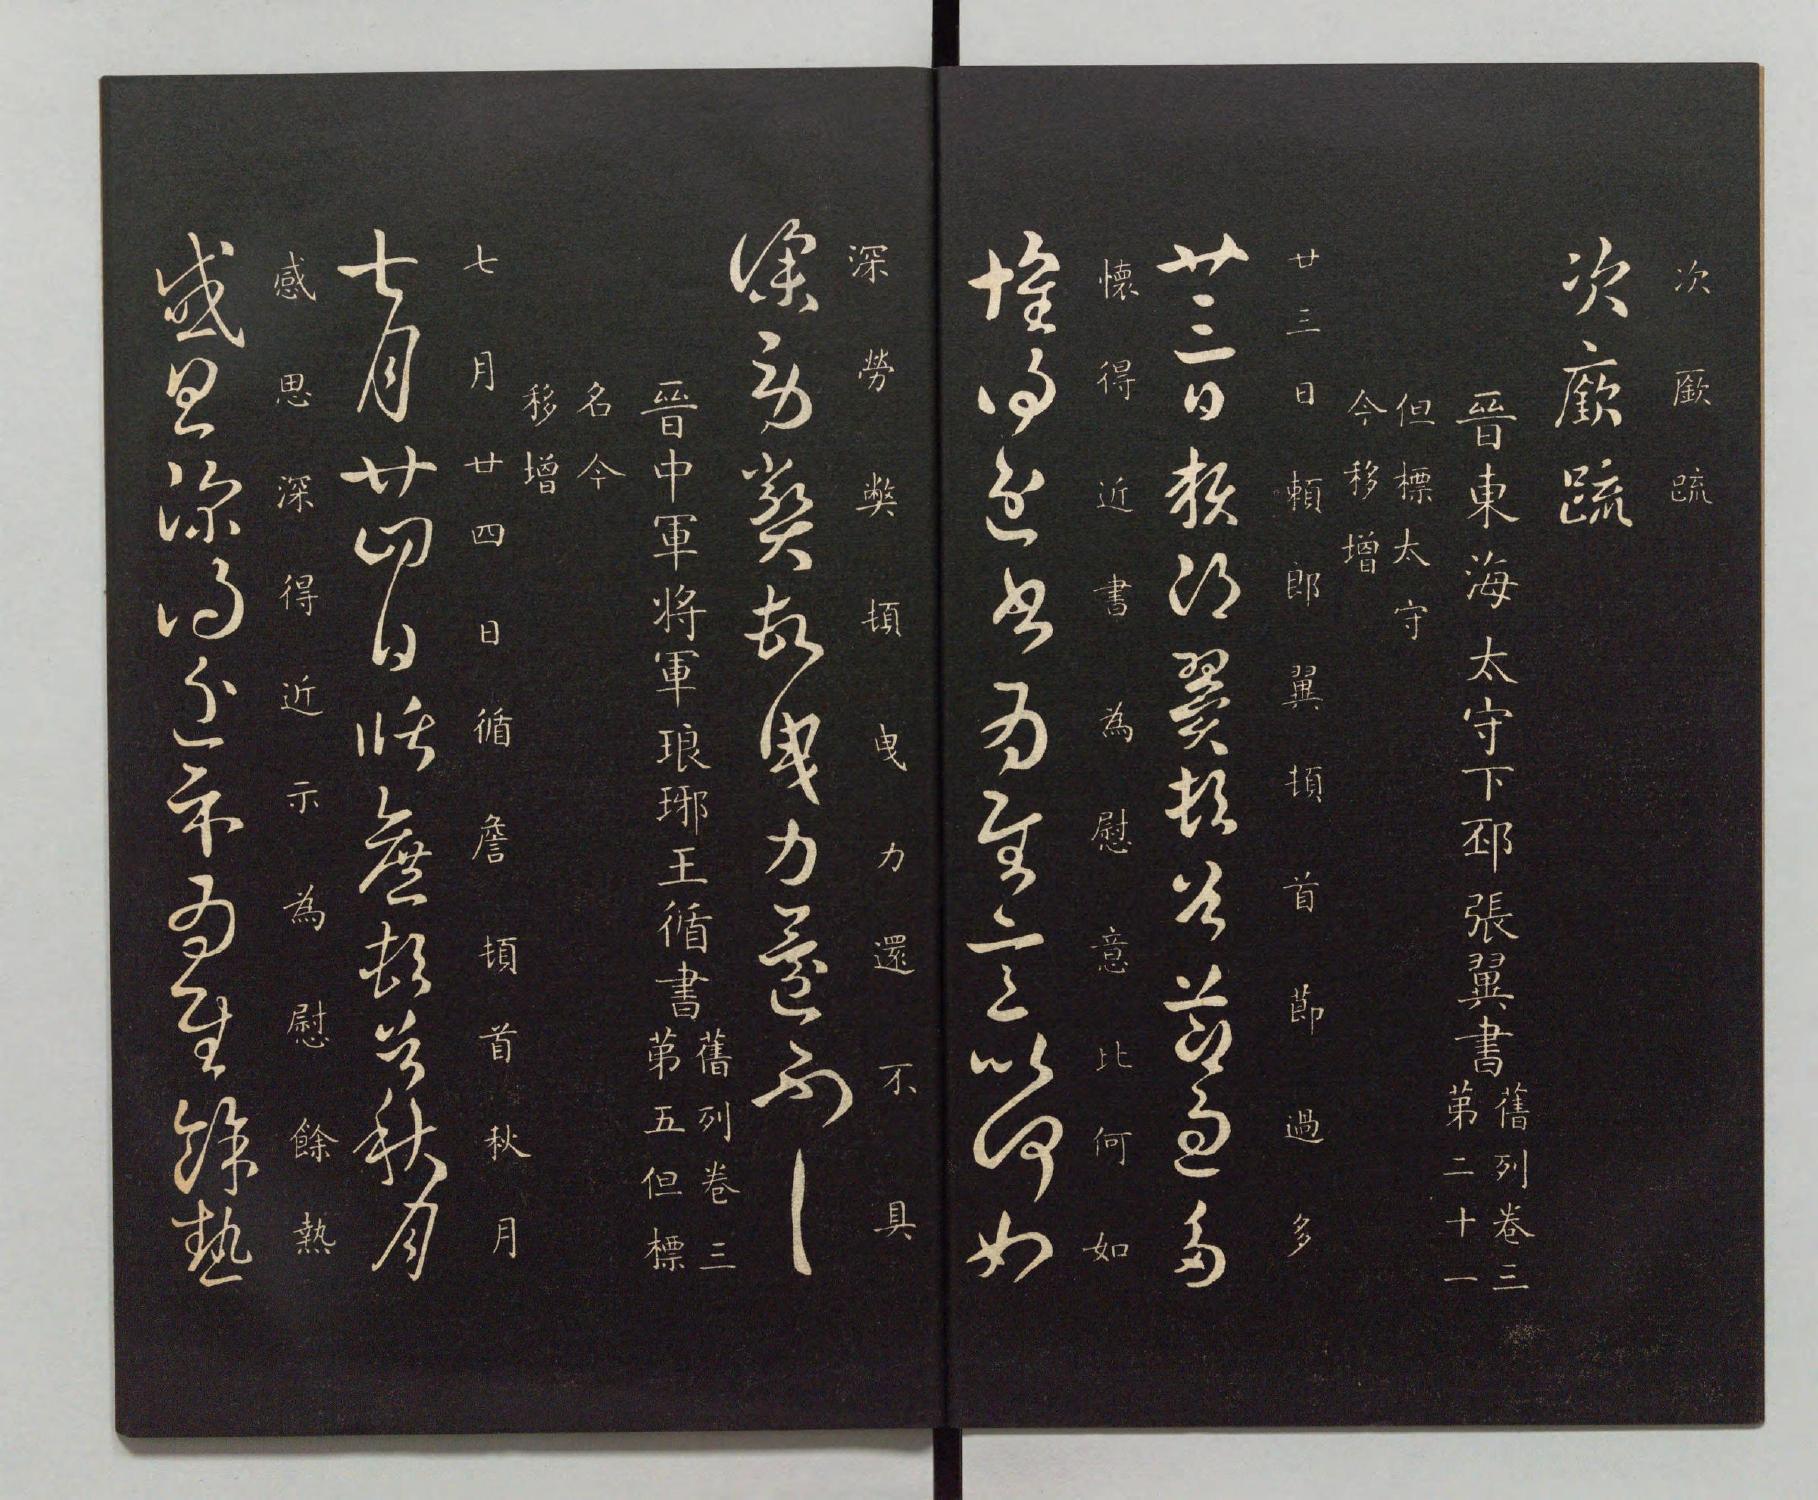 次厥疏
次厥疏
晉東海太守下邳張翼書
舊列卷三
第二十一
但標太守
今移增
廿三日頼郎翼頓首節過多
廿三日頼郎翼頓首節過多
懷得近書為慰意比何如
懷得近書為慰意比何如
深勞弊頓曳力還不具
深勞弊頓曳力還不具
晉中軍将軍琅琊王循書
舊列卷三
第五但標
名今
移增
七月廿四日循詹頓首秋月
七月廿四日循詹頓首秋月
感思深得近示為慰餘熱
感思深得近示為慰餘熱